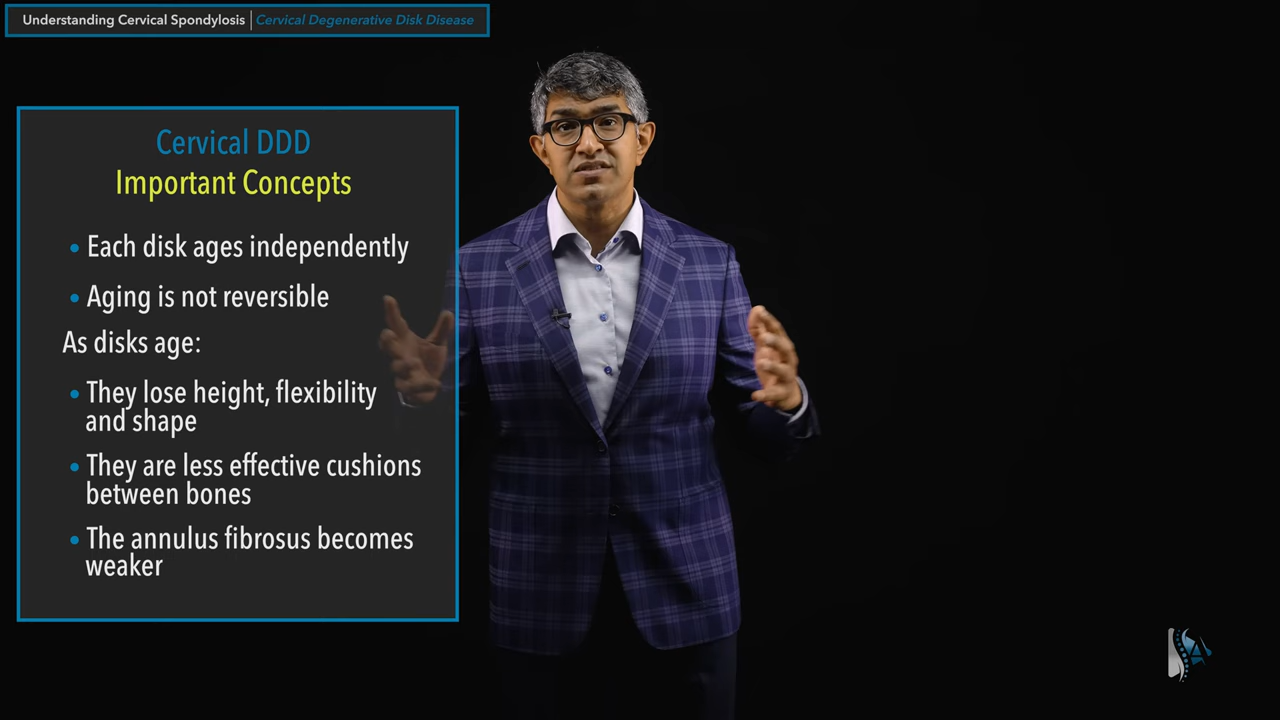 Understanding Cervical Spondylosis | Cervical Degenerative Disk Disease
Cervical DDD
Important Concepts
• Each disk ages independently
• Aging is not reversible
As disks age:
• They lose height, flexibility
and shape
• They are less effective cushions
between bones
• The annulus fibrosus becomes
weaker